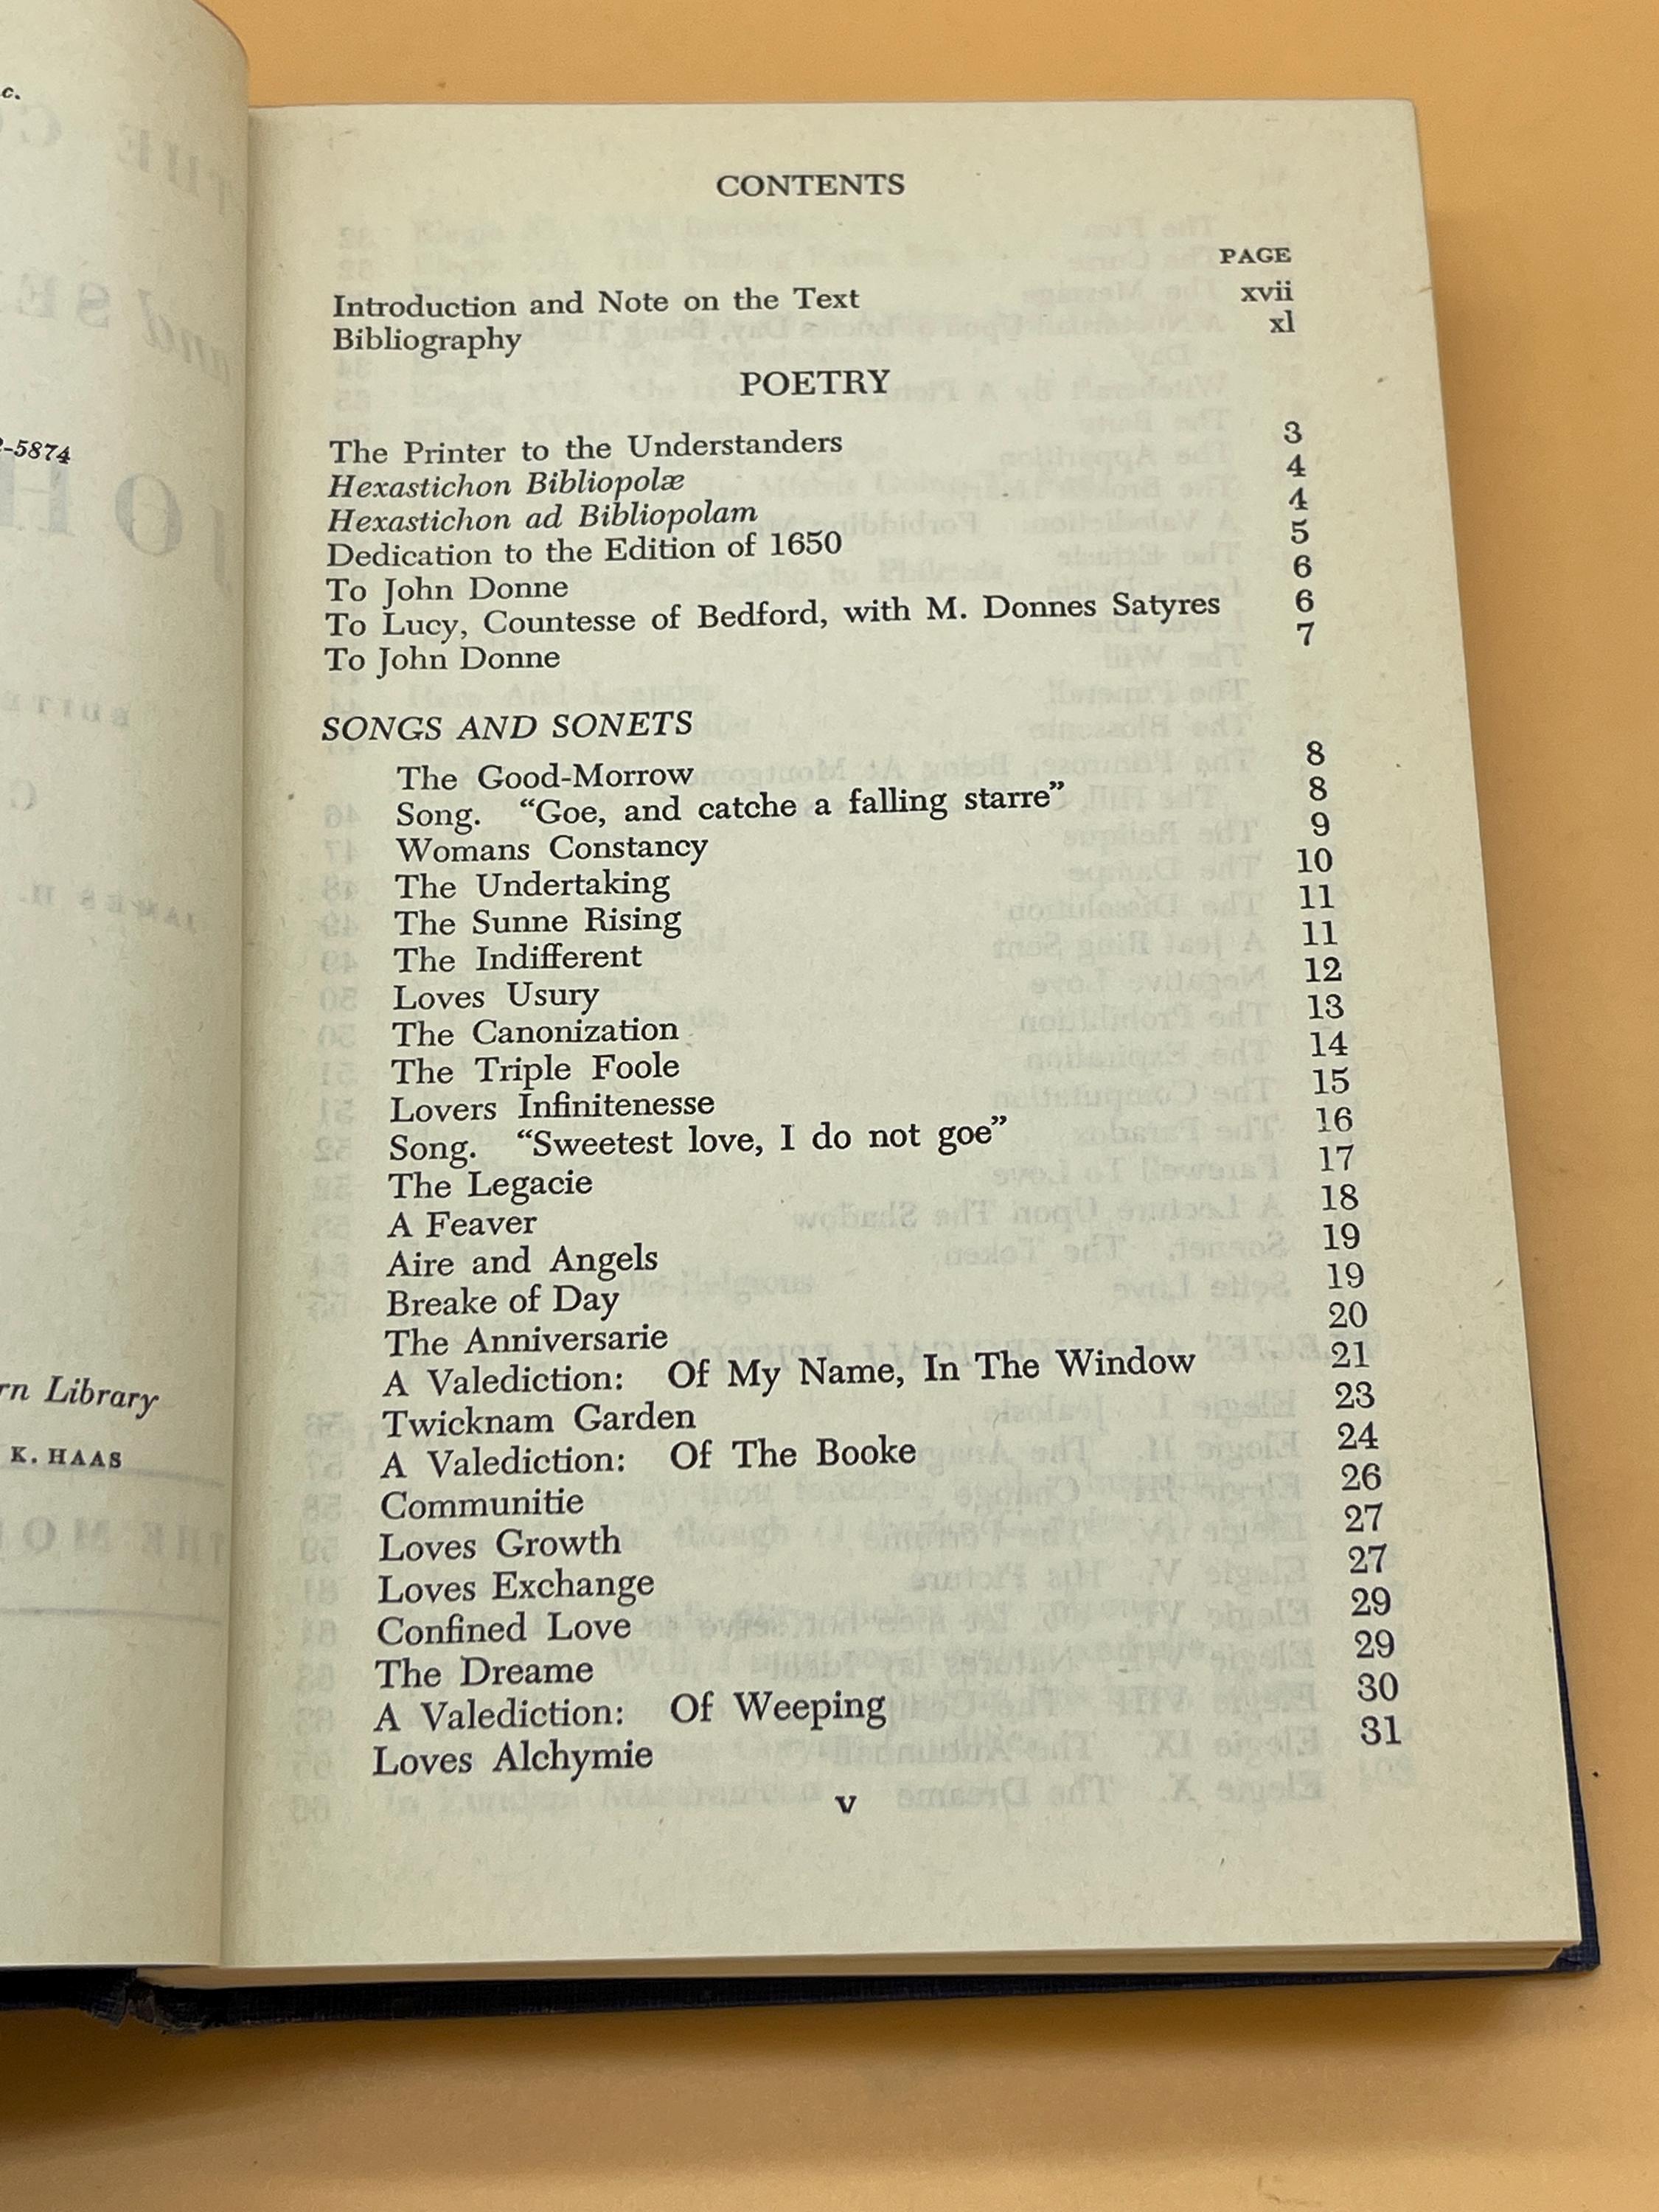 c.
-5874
rn Library
K. HAAS
CONTENTS
PAGE
Introduction and Note on the Text xvii
Bibliography xl
POETRY
The Printer to the Understanders 3
Hexastichon Bibliopolæ 4
Hexastichon ad Bibliopolam 4
Dedication to the Edition of 1650 5
To John Donne 6
To Lucy, Countesse of Bedford, with M. Donnes Satyres 6
To John Donne 7
SONGS AND SONETS
The Good-Morrow 8
Song. “Goe, and catche a falling starre” 8
Womans Constancy 9
The Undertaking 10
The Sunne Rising 11
The Indifferent 11
Loves Usury 12
The Canonization 13
The Triple Foole 14
Lovers Infinitenesse 15
Song. “Sweetest love, I do not goe” 16
The Legacie 17
A Feaver 18
Aire and Angels 19
Breake of Day 19
The Anniversarie 20
A Valediction: Of My Name, In The Window 21
Twicknam Garden 23
A Valediction: Of The Booke 24
Communitie 26
Loves Growth 27
Loves Exchange 27
Confined Love 29
The Dreame 29
A Valediction: Of Weeping 30
Loves Alchymie 31
v